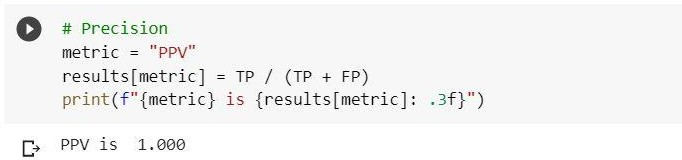 # Precision
metric = "PPV"
results[metric] = TP / (TP + FP)
print(f"{metric} is {results[metric]: .3f}")
PPV is  1.000